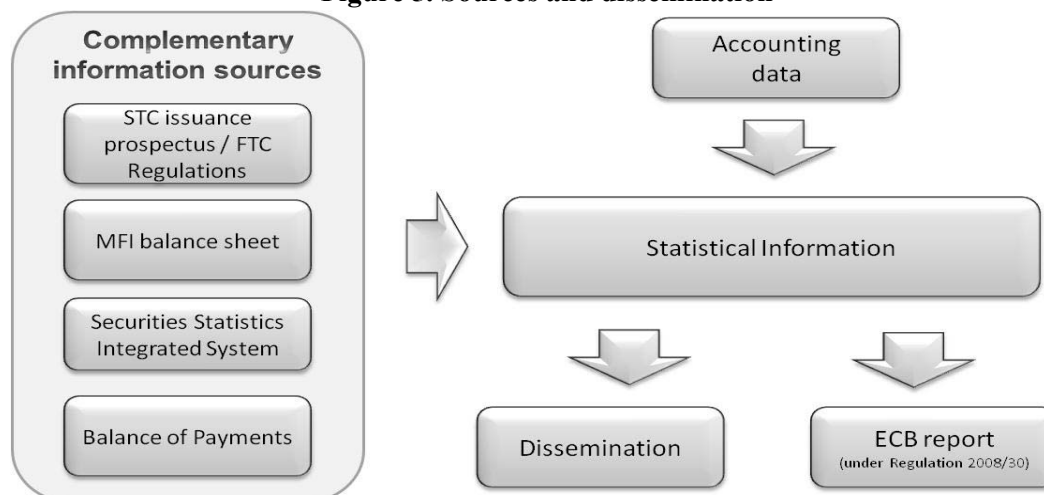 Figure 3: Sources and dissemination
Complementary
information sources
STC issuance
prospectus / FTC
Regulations
MFI balance sheet
Securities Statistics
Integrated System
Balance of Payments
Accounting
data
Statistical Information
Dissemination
ECB report
(under Regulation 2008/30)